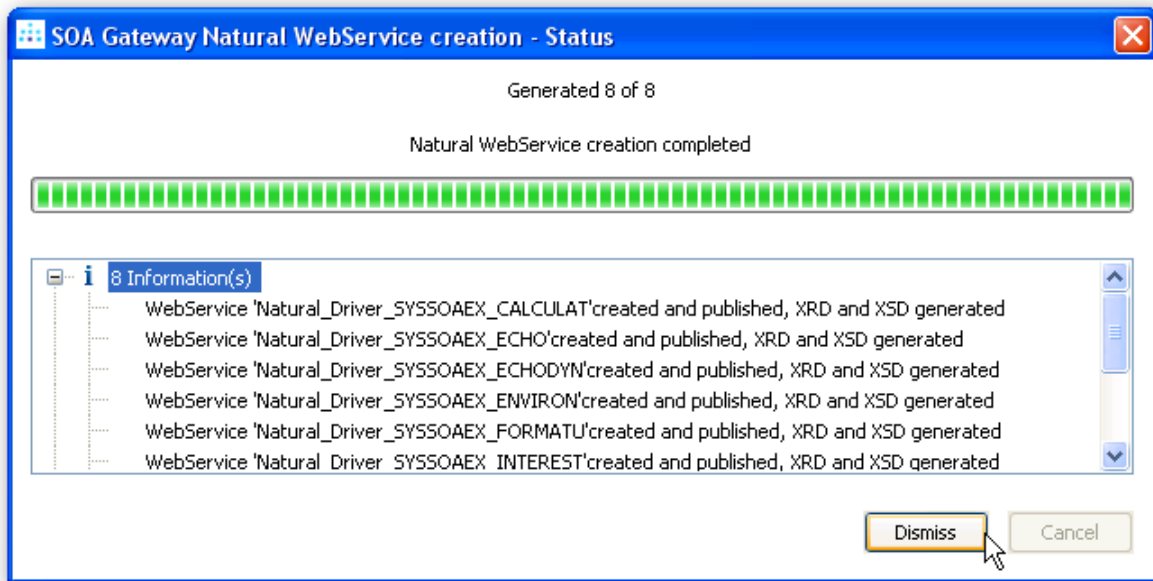 SOA Gateway Natural WebService creation - Status
Generated 8 of 8
Natural WebService creation completed
i 8 Information(s)
WebService 'Natural_Driver_SYSSOAEX_CALCULAT'created and published, XRD and XSD generated
WebService 'Natural_Driver_SYSSOAEX_ECHO'created and published, XRD and XSD generated
WebService 'Natural_Driver_SYSSOAEX_ECHODYN'created and published, XRD and XSD generated
WebService 'Natural_Driver_SYSSOAEX_ENVIRON'created and published, XRD and XSD generated
WebService 'Natural_Driver_SYSSOAEX_FORMATU'created and published, XRD and XSD generated
WebService 'Natural_Driver_SYSSOAEX_INTEREST'created and published, XRD and XSD generated
Dismiss Cancel